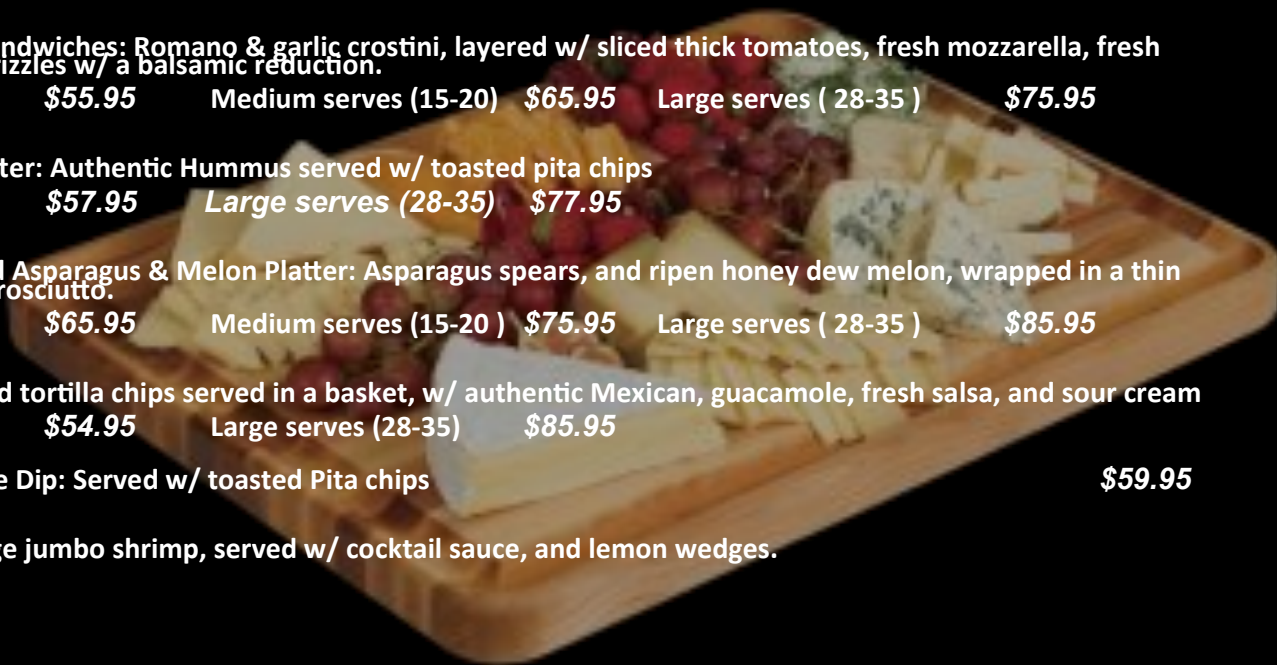 ndwiches: Romano & garlic crostini, layered w/ sliced thick tomatoes, fresh mozzarella, fresh
rizzles w/ a balsamic reduction.
$55.95 Medium serves (15-20) $65.95 Large serves ( 28-35 ) $75.95
ter: Authentic Hummus served w/ toasted pita chips
$57.95 Large serves (28-35) $77.95
l Asparagus & Melon Platter: Asparagus spears, and ripen honey dew melon, wrapped in a thin
rosciutto.
$65.95 Medium serves (15-20 ) $75.95 Large serves ( 28-35 ) $85.95
d tortilla chips served in a basket, w/ authentic Mexican, guacamole, fresh salsa, and sour cream
$54.95 Large serves (28-35) $85.95
e Dip: Served w/ toasted Pita chips $59.95
ge jumbo shrimp, served w/ cocktail sauce, and lemon wedges.